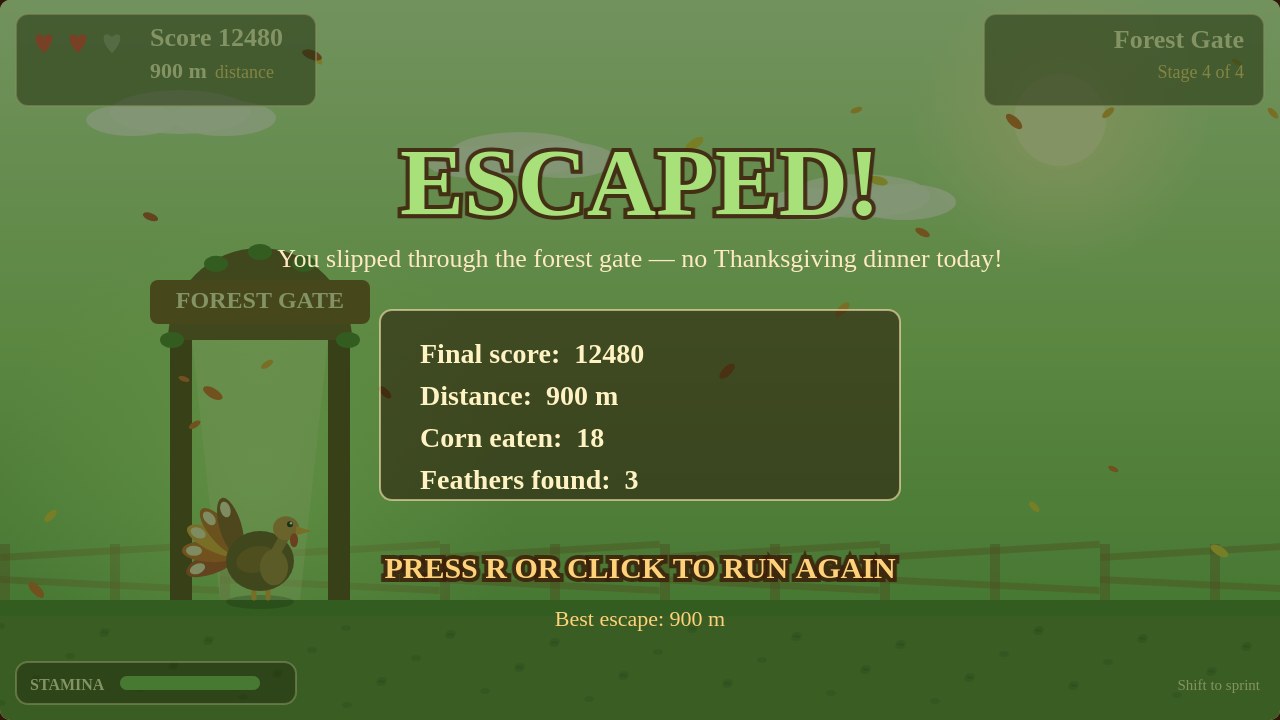 Score 12480
900 m distance
Forest Gate
Stage 4 of 4
ESCAPED!
You slipped through the forest gate — no Thanksgiving dinner today!
FOREST GATE
Final score: 12480
Distance: 900 m
Corn eaten: 18
Feathers found: 3
PRESS R OR CLICK TO RUN AGAIN
Best escape: 900 m
STAMINA
Shift to sprint